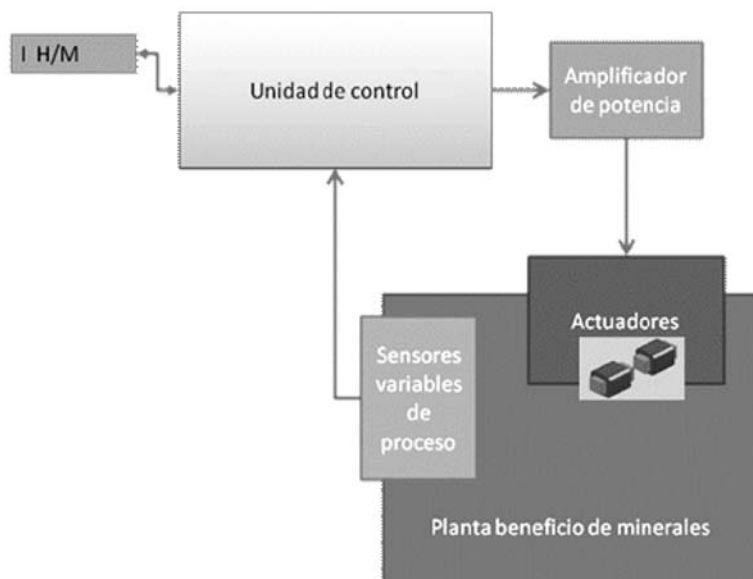 I H/M
Unidad de control
Amplificador
de potencia
Actuadores
Sensores
variables
de
proceso
Planta beneficio de minerales